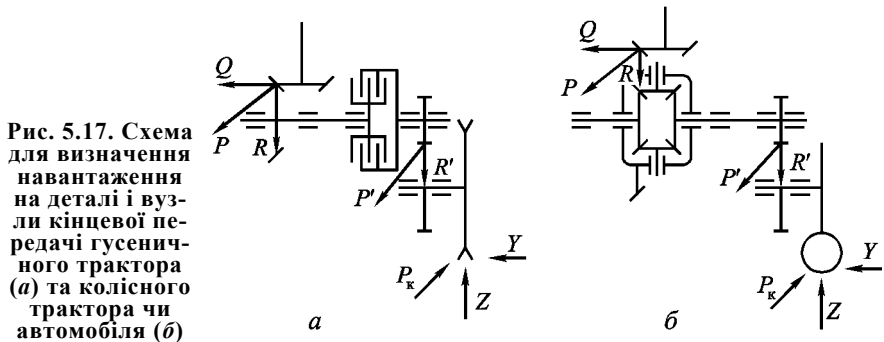 Рис. 5.17. Схема
для визначення
навантаження
на деталі і вуз-
ли кінцевої пе-
редачі гусенич-
ного трактора
(а) та колісного
трактора чи
автомобіля (б)
Q
P
R
P'
R'
Pк
Y
Z
а
Q
P
R
P'
R'
Pк
Y
Z
б